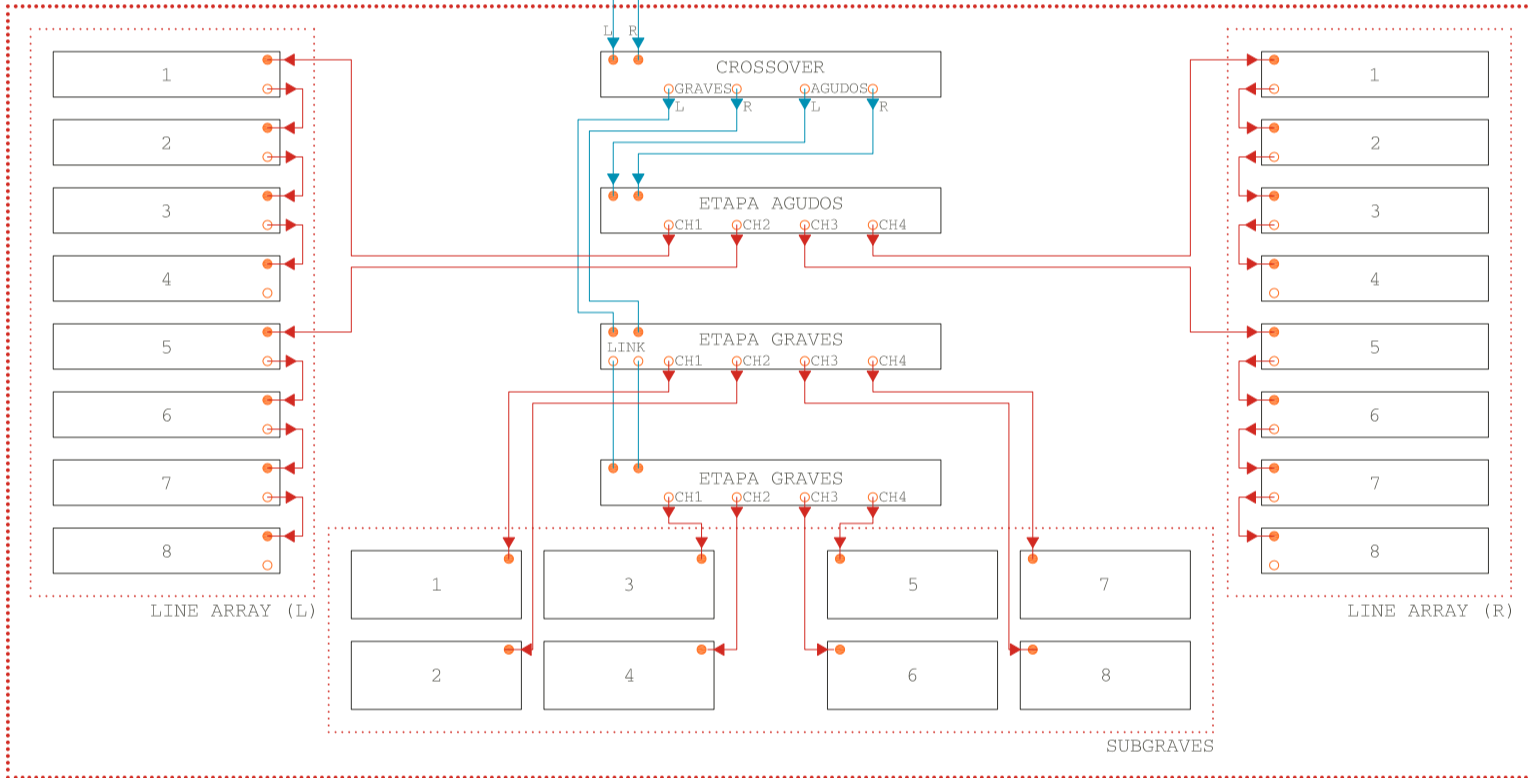 L R
CROSSOVER
GRAVES AGUDOS
L R L R
ETAPA AGUDOS
CH1 CH2 CH3 CH4
ETAPA GRAVES
LINK
CH1 CH2 CH3 CH4
ETAPA GRAVES
CH1 CH2 CH3 CH4
1
2
3
4
5
6
7
8
LINE ARRAY (L)
1
2
3
4
5
6
7
8
LINE ARRAY (R)
1 3 5 7
2 4 6 8
SUBGRAVES